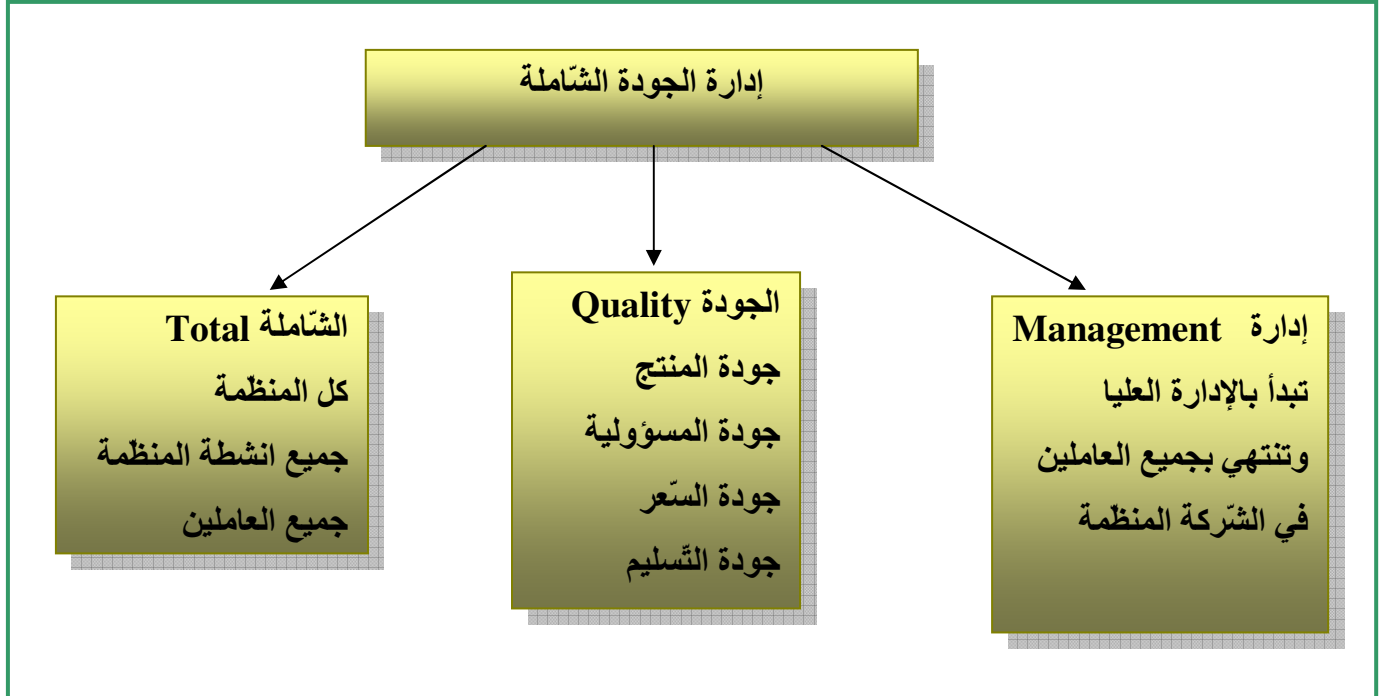 إدارة الجودة الشّاملة
إدارة Management
تبدأ بالإدارة العليا
وتنتهي بجميع العاملين
في الشّركة المنظّمة
الجودة Quality
جودة المنتج
جودة المسؤولية
جودة السّعر
جودة التّسليم
الشّاملة Total
كل المنظّمة
جميع انشطة المنظّمة
جميع العاملين